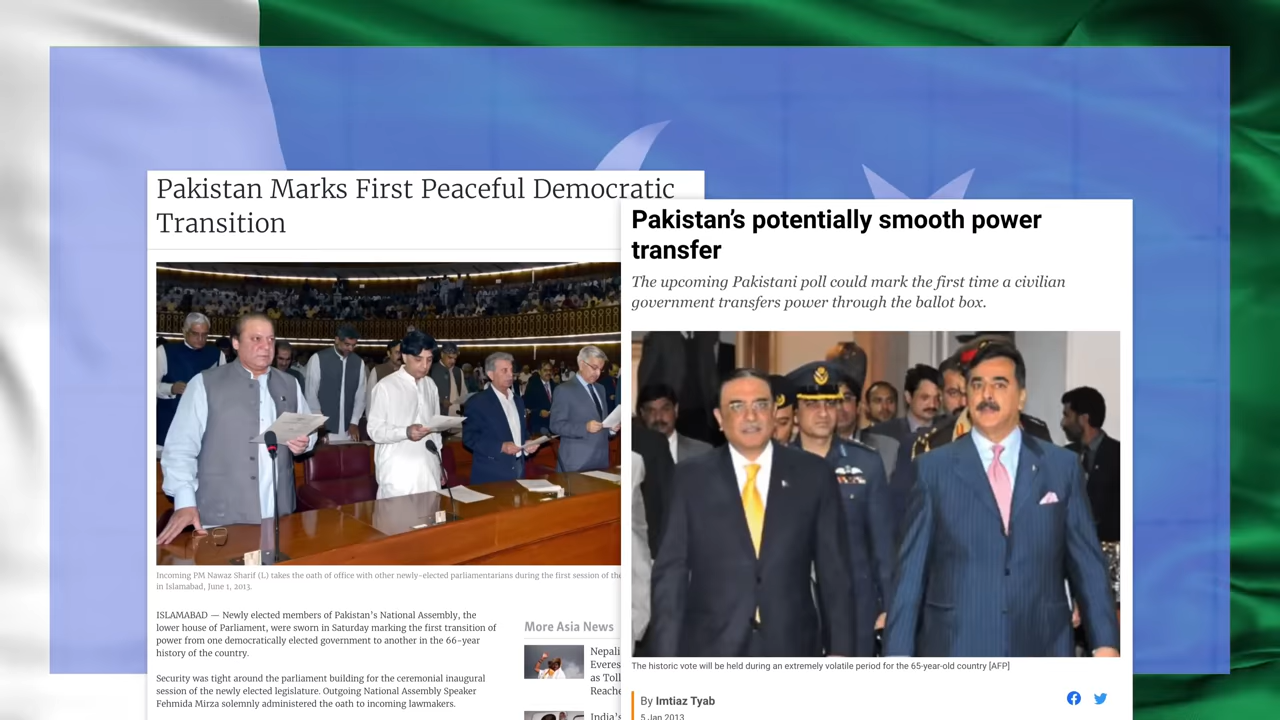 Pakistan Marks First Peaceful Democratic
Transition
Incoming PM Nawaz Sharif (L) takes the oath of office with other newly-elected parliamentarians during the first session of the
in Islamabad, June 1, 2013.
ISLAMABAD — Newly elected members of Pakistan's National Assembly, the
lower house of Parliament, were sworn in Saturday marking the first transition of
power from one democratically elected government to another in the 66-year
history of the country.
Security was tight around the parliament building for the ceremonial inaugural
session of the newly elected legislature. Outgoing National Assembly Speaker
Fehmida Mirza solemnly administered the oath to incoming lawmakers.
More Asia News
Nepali
Everes
as Toll
Reache
India's
Pakistan's potentially smooth power
transfer
The upcoming Pakistani poll could mark the first time a civilian
government transfers power through the ballot box.
The historic vote will be held during an extremely volatile period for the 65-year-old country [AFP]
By Imtiaz Tyab
5 Jan 2013